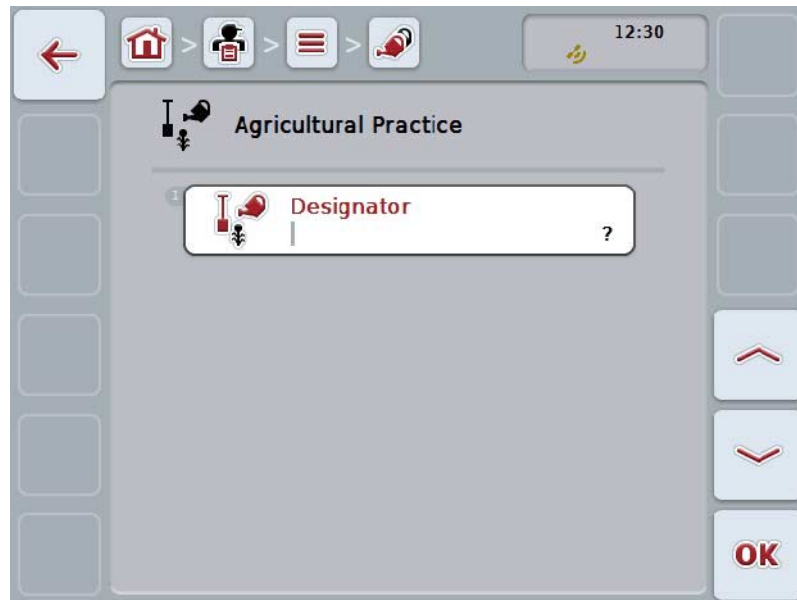 > > >
12:30
Agricultural Practice
1
Designator
?
OK